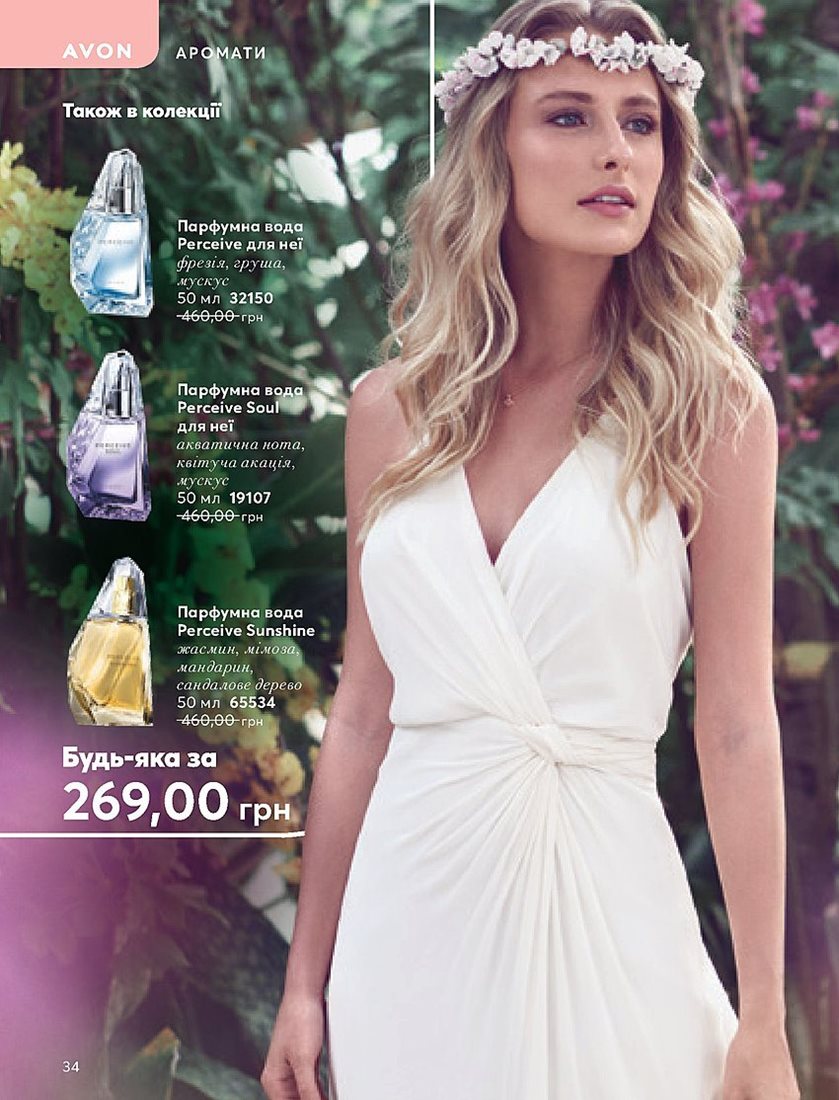 AVON
АРОМАТИ
Також в колекції
Парфумна вода
Perceive для неї
фрезія, груша,
мускус
50 мл 32150
460,00 грн
Парфумна вода
Perceive Soul
для неї
акватична нота,
квітуча акація,
мускус
50 мл 19107
460,00 грн
Парфумна вода
Perceive Sunshine
жасмин, мімоза,
мандарин,
сандалове дерево
50 мл 65534
460,00 грн
Будь-яка за
269,00 грн
34